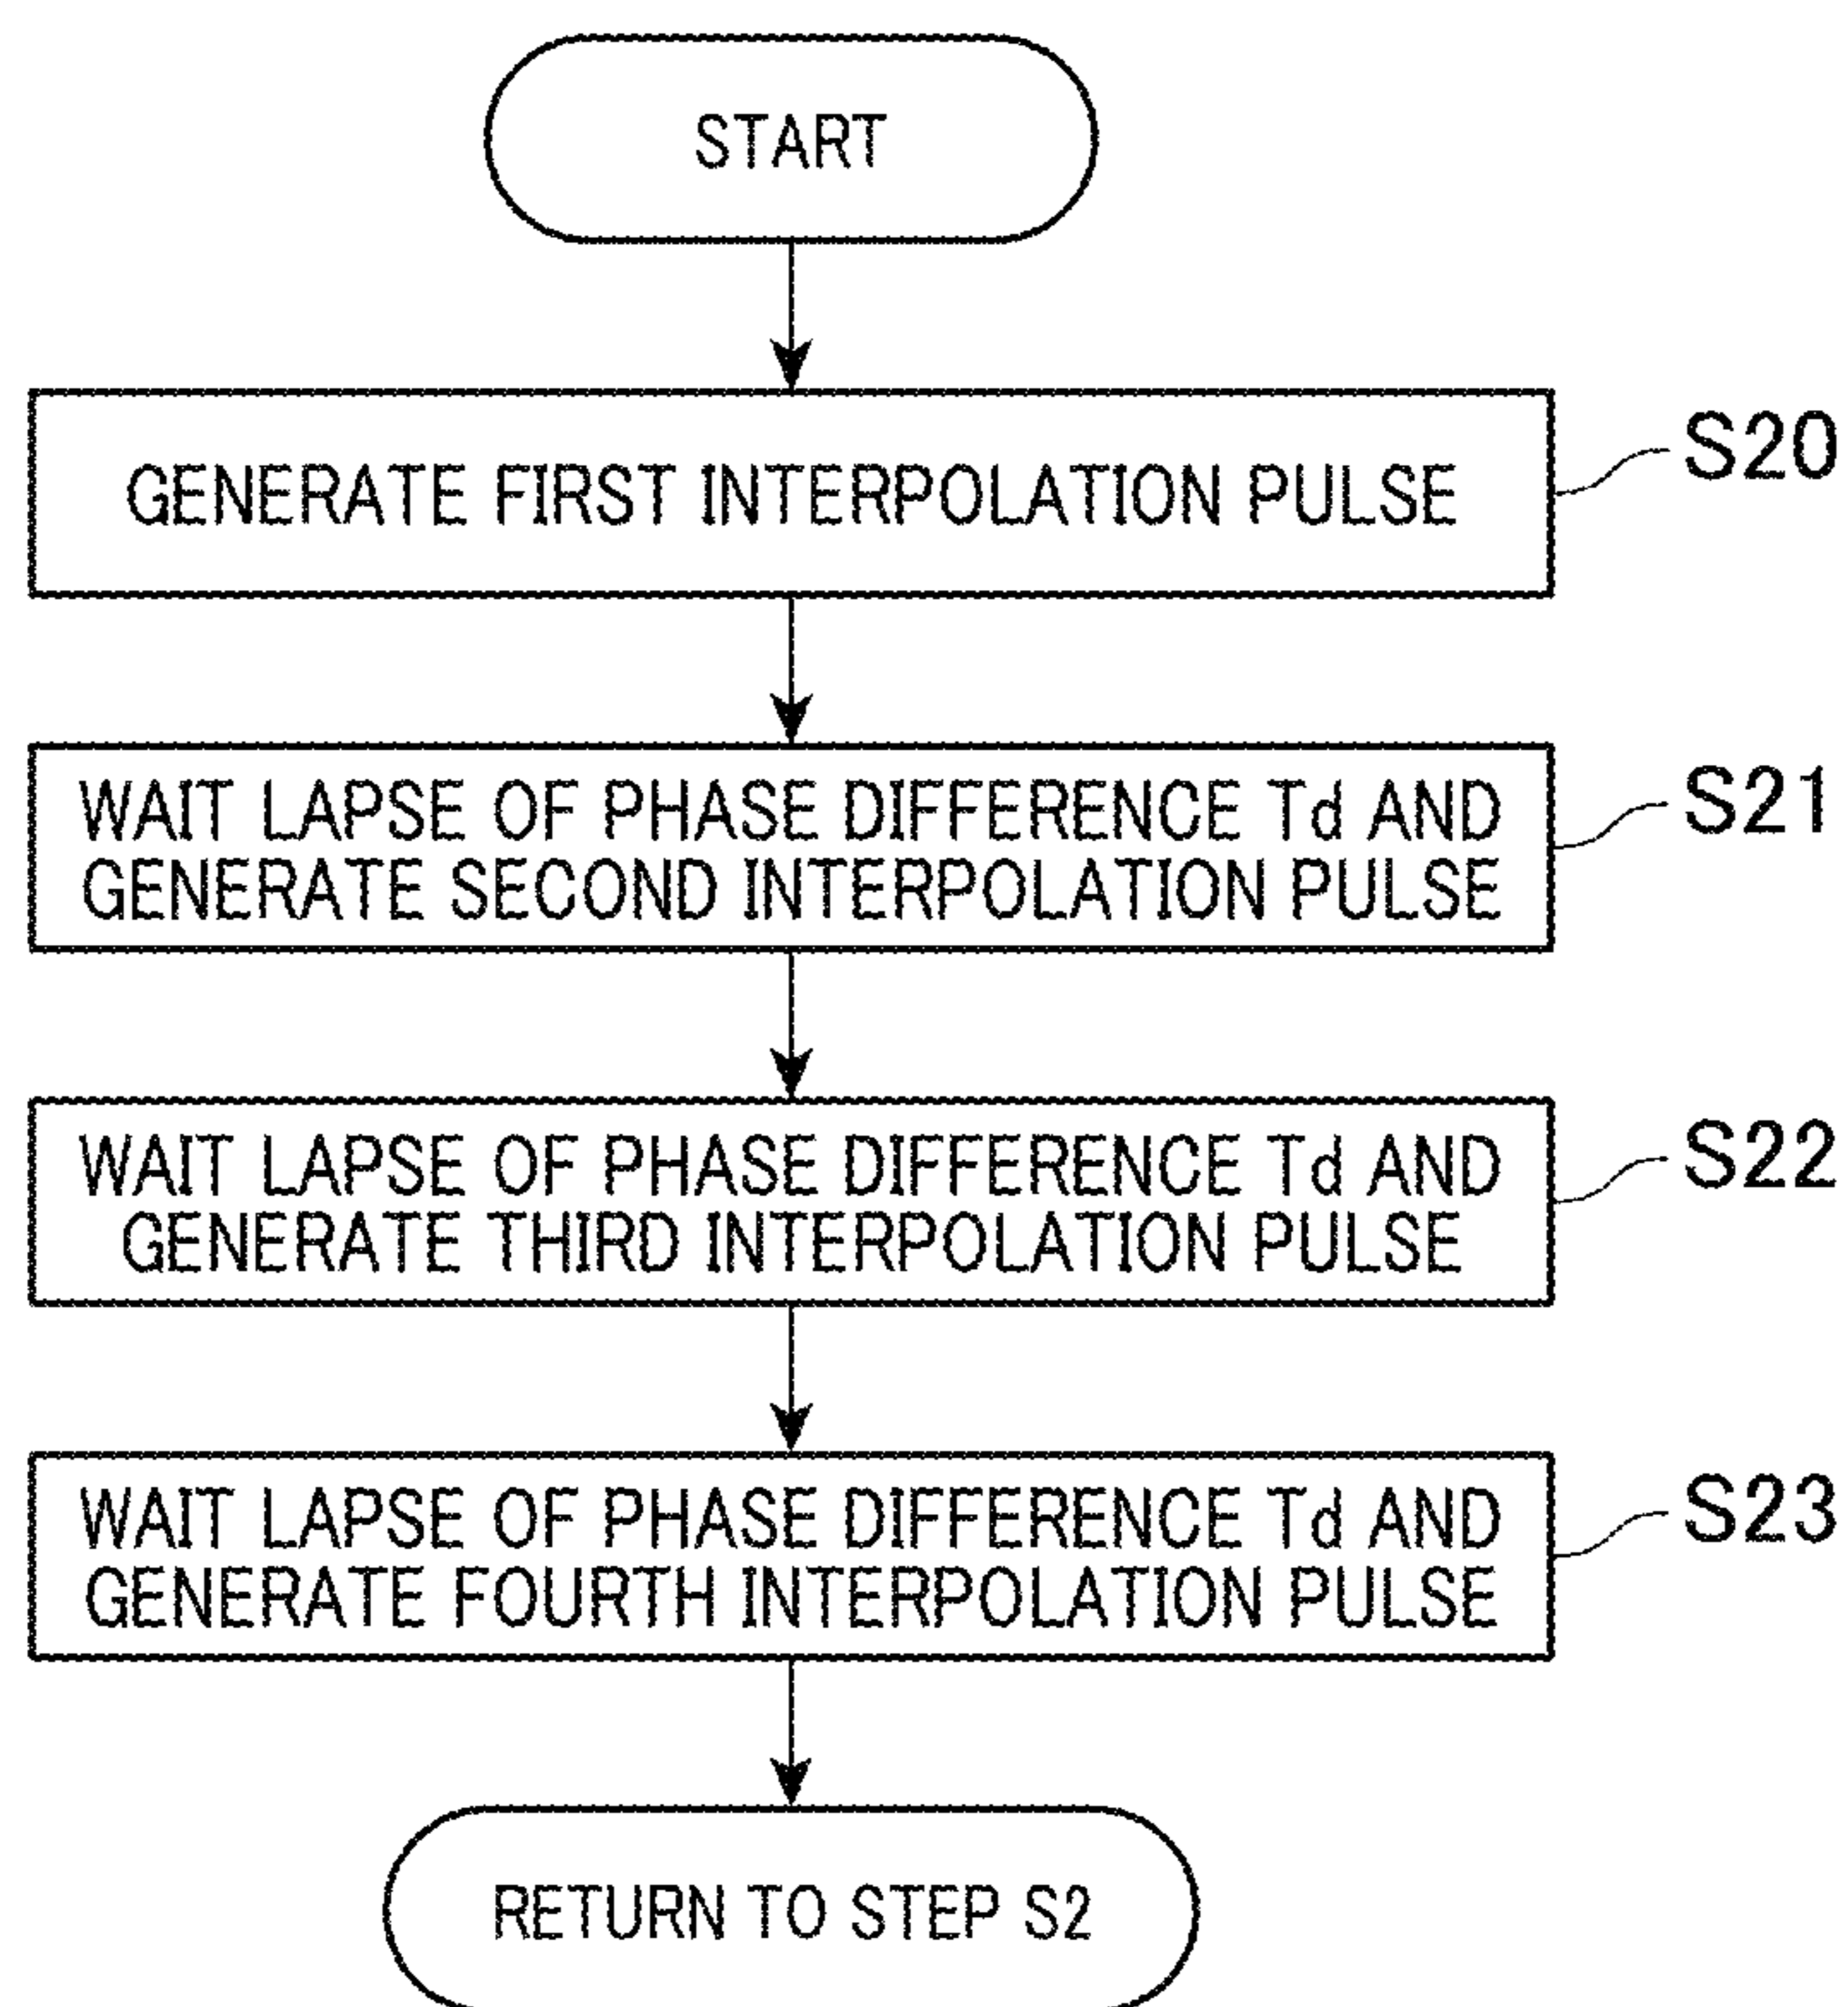 START
GENERATE FIRST INTERPOLATION PULSE
S20
WAIT LAPSE OF PHASE DIFFERENCE Td AND
GENERATE SECOND INTERPOLATION PULSE
S21
WAIT LAPSE OF PHASE DIFFERENCE Td AND
GENERATE THIRD INTERPOLATION PULSE
S22
WAIT LAPSE OF PHASE DIFFERENCE Td AND
GENERATE FOURTH INTERPOLATION PULSE
S23
RETURN TO STEP S2